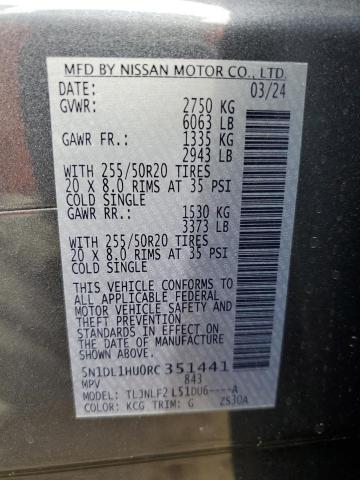 MFD BY NISSAN MOTOR CO., LTD.
DATE: 03/24
GVWR: 2750 KG
6063 LB
GAWR FR.: 1335 KG
2943 LB
WITH 255/50R20 TIRES
20 X 8.0 RIMS AT 35 PSI
COLD SINGLE
GAWR RR.: 1530 KG
3373 LB
WITH 255/50R20 TIRES
20 X 8.0 RIMS AT 35 PSI
COLD SINGLE
THIS VEHICLE CONFORMS TO
ALL APPLICABLE FEDERAL
MOTOR VEHICLE SAFETY AND
THEFT PREVENTION
STANDARDS IN EFFECT ON
THE DATE OF MANUFACTURE
SHOWN ABOVE.
5N1DL1HU0RC351441
MPV 843
MODEL: TLJNLF2 L51DU6----A
COLOR: KCG TRIM: G ZS30A